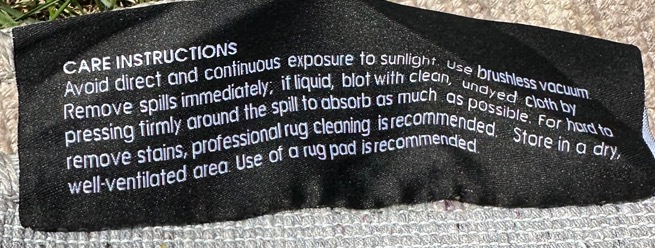 CARE INSTRUCTIONS
Avoid direct and continuous exposure to sunlight. Use brushless vacuum.
Remove spills immediately; if liquid, blot with clean, undyed cloth by
pressing firmly around the spill to absorb as much as possible. For hard to
remove stains, professional rug cleaning is recommended. Store in a dry,
well-ventilated area. Use of a rug pad is recommended.